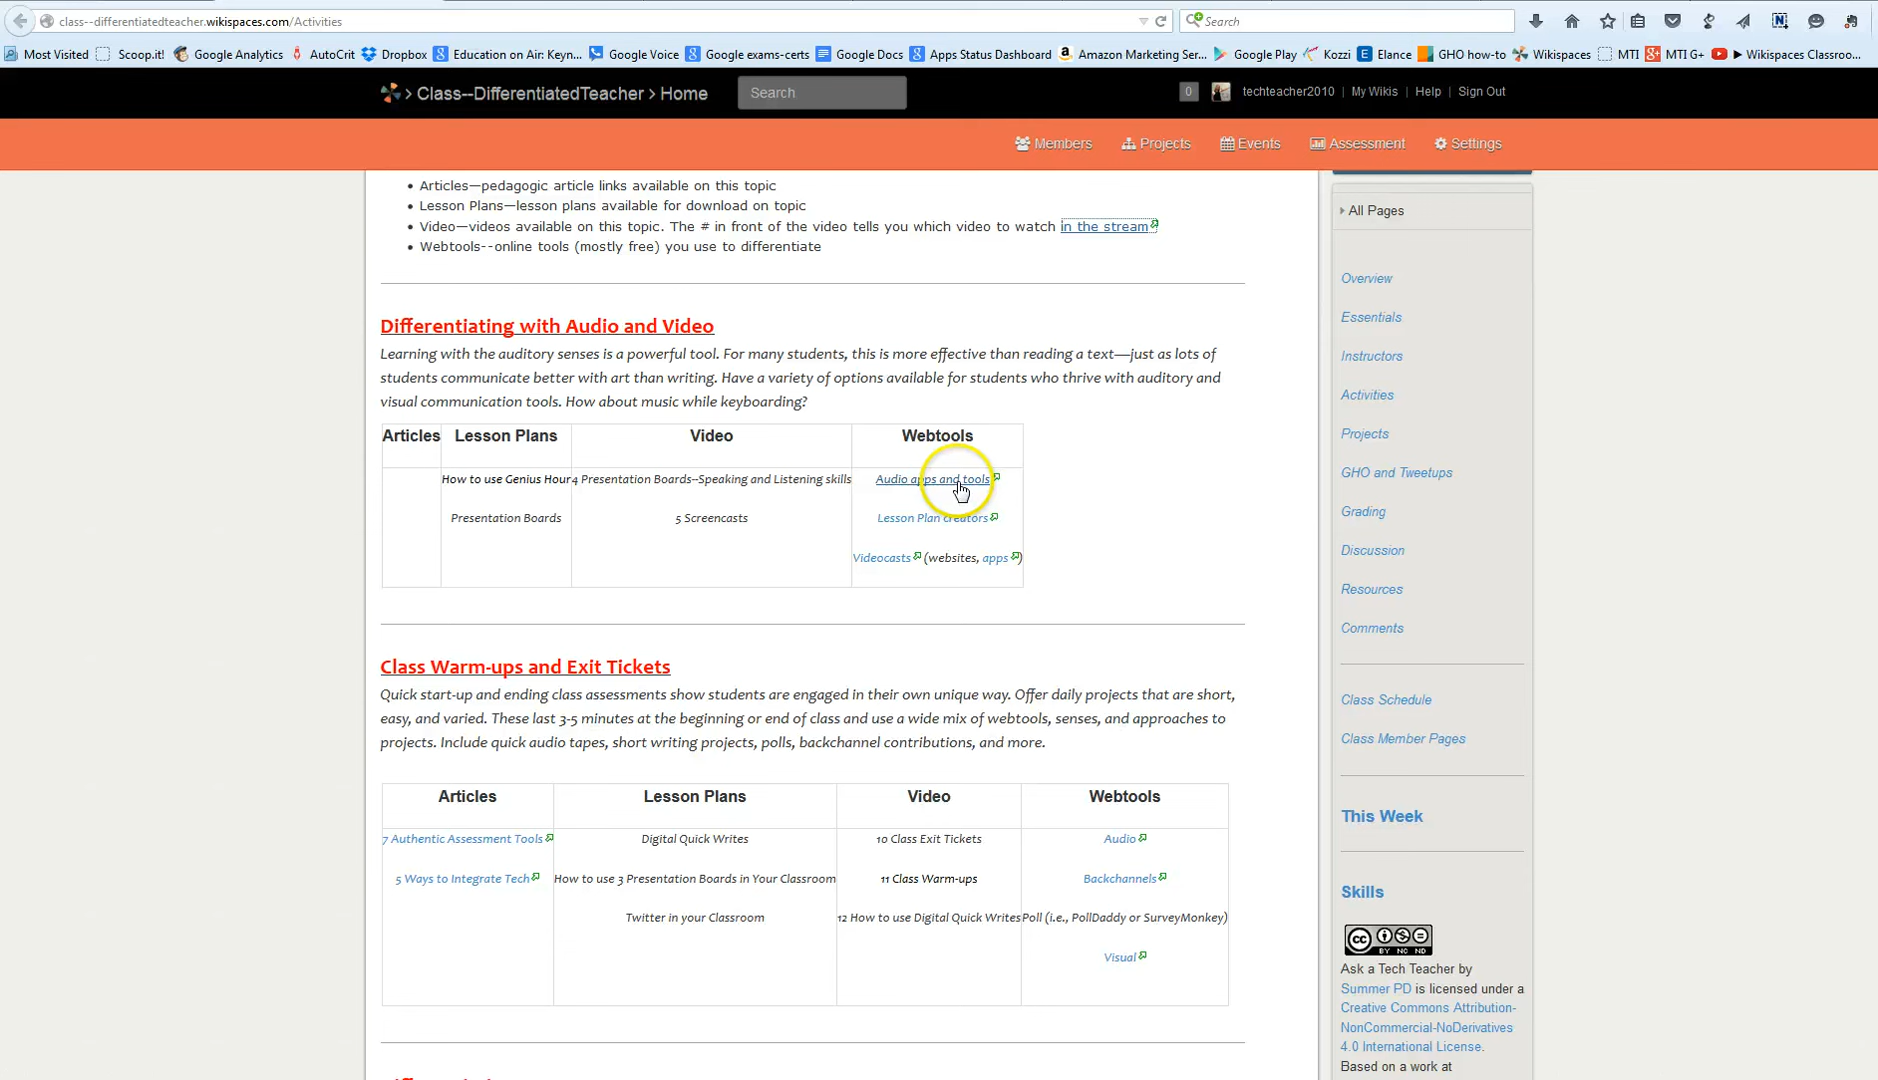 class--differentiatedteacher.wikispaces.com/Activities
Search
Most Visited Scoop.it! Google Analytics AutoCrit Dropbox Education on Air: Keyn... Google Voice Google exams-certs Google Docs Apps Status Dashboard Amazon Marketing Ser... Google Play Kozzi Elance GHO how-to Wikispaces MTI MTI G+ ► Wikispaces Classroo...
› Class--DifferentiatedTeacher › Home
Search
0 techteacher2010 | My Wikis | Help | Sign Out
Members Projects Events Assessment Settings
• Articles—pedagogic article links available on this topic
• Lesson Plans—lesson plans available for download on topic
• Video—videos available on this topic. The # in front of the video tells you which video to watch in the stream
• Webtools--online tools (mostly free) you use to differentiate
Differentiating with Audio and Video
Learning with the auditory senses is a powerful tool. For many students, this is more effective than reading a text—just as lots of
students communicate better with art than writing. Have a variety of options available for students who thrive with auditory and
visual communication tools. How about music while keyboarding?
Articles Lesson Plans Video Webtools
How to use Genius Hour 4 Presentation Boards--Speaking and Listening skills Audio apps and tools
Presentation Boards 5 Screencasts Lesson Plan creators
Videocasts (websites, apps)
Class Warm-ups and Exit Tickets
Quick start-up and ending class assessments show students are engaged in their own unique way. Offer daily projects that are short,
easy, and varied. These last 3-5 minutes at the beginning or end of class and use a wide mix of webtools, senses, and approaches to
projects. Include quick audio tapes, short writing projects, polls, backchannel contributions, and more.
Articles Lesson Plans Video Webtools
7 Authentic Assessment Tools Digital Quick Writes 10 Class Exit Tickets Audio
5 Ways to Integrate Tech How to use 3 Presentation Boards in Your Classroom 11 Class Warm-ups Backchannels
Twitter in your Classroom 12 How to use Digital Quick Writes Poll (i.e., PollDaddy or SurveyMonkey)
Visual
All Pages
Overview
Essentials
Instructors
Activities
Projects
GHO and Tweetups
Grading
Discussion
Resources
Comments
Class Schedule
Class Member Pages
This Week
Skills
cc BY NC ND
Ask a Tech Teacher by
Summer PD is licensed under a
Creative Commons Attribution-
NonCommercial-NoDerivatives
4.0 International License.
Based on a work at